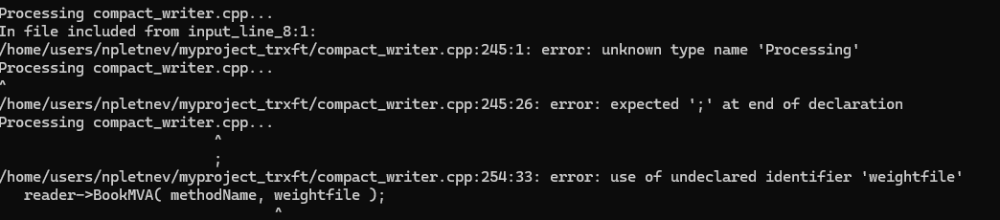 Processing compact_writer.cpp...
In file included from input_line_8:1:
/home/users/npletnev/myproject_trxft/compact_writer.cpp:245:1: error: unknown type name 'Processing'
Processing compact_writer.cpp...
^
/home/users/npletnev/myproject_trxft/compact_writer.cpp:245:26: error: expected ';' at end of declaration
Processing compact_writer.cpp...
                         ^
                         ;
/home/users/npletnev/myproject_trxft/compact_writer.cpp:254:33: error: use of undeclared identifier 'weightfile'
   reader->BookMVA( methodName, weightfile );
                                ^